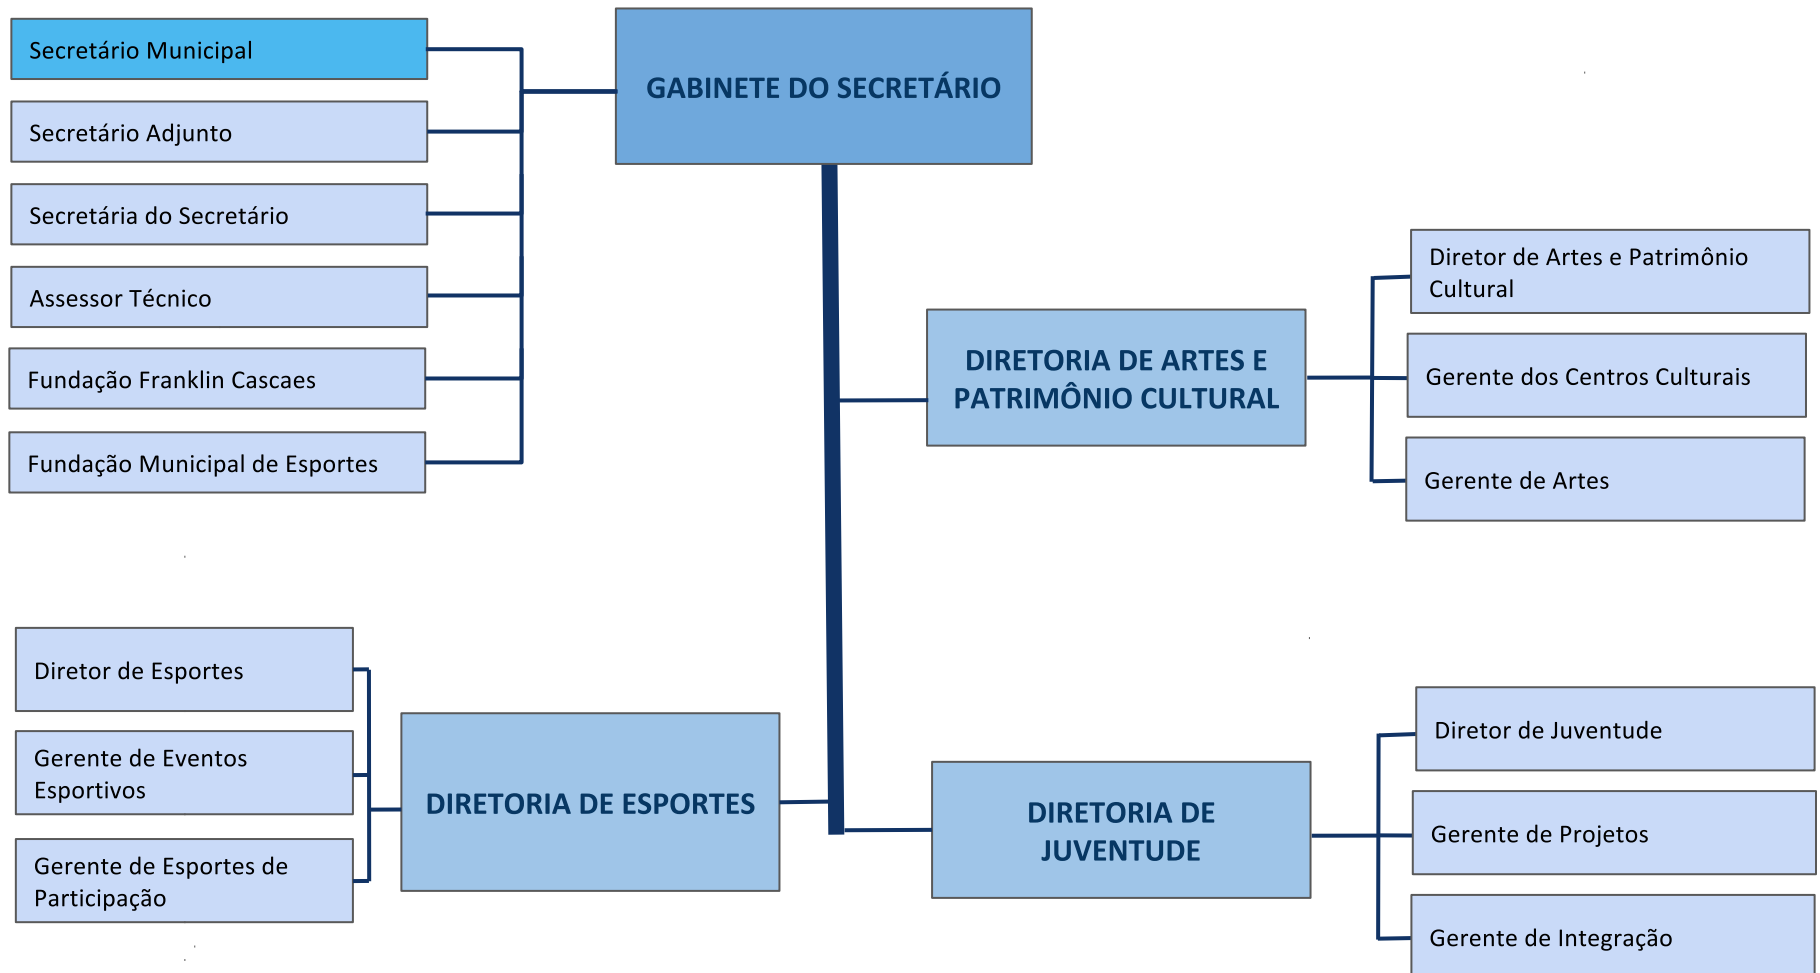 Secretário Municipal
Secretário Adjunto
Secretária do Secretário
Assessor Técnico
Fundação Franklin Cascaes
Fundação Municipal de Esportes
GABINETE DO SECRETÁRIO
DIRETORIA DE ARTES E
PATRIMÔNIO CULTURAL
Diretor de Artes e Patrimônio
Cultural
Gerente dos Centros Culturais
Gerente de Artes
Diretor de Esportes
Gerente de Eventos
Esportivos
Gerente de Esportes de
Participação
DIRETORIA DE ESPORTES
DIRETORIA DE
JUVENTUDE
Diretor de Juventude
Gerente de Projetos
Gerente de Integração